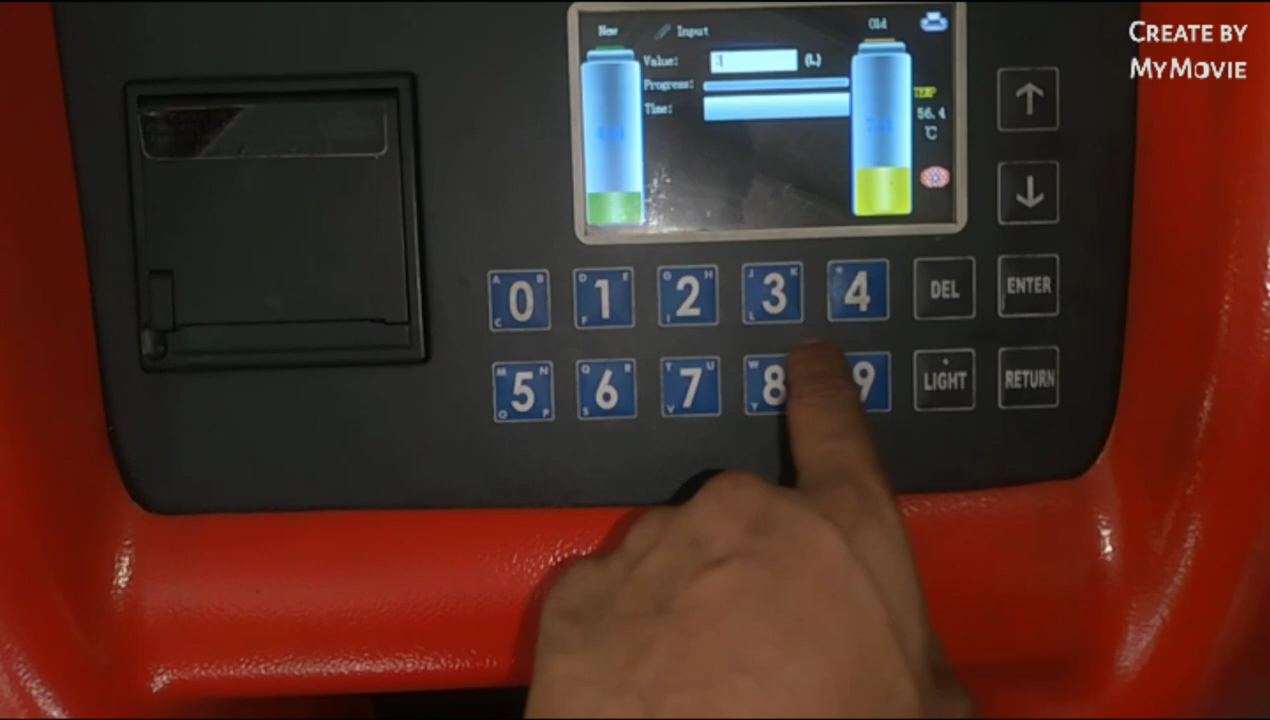 CREATE BY
MYMOVIE
New
Input
Old
Value:
(L)
Progress:
Time:
TEMP
56.4
℃
A B C 0
D E F 1
G H I 2
J K L 3
* 4
DEL
ENTER
M N O P 5
Q R S 6
T U V 7
W Y 8
9
LIGHT
RETURN